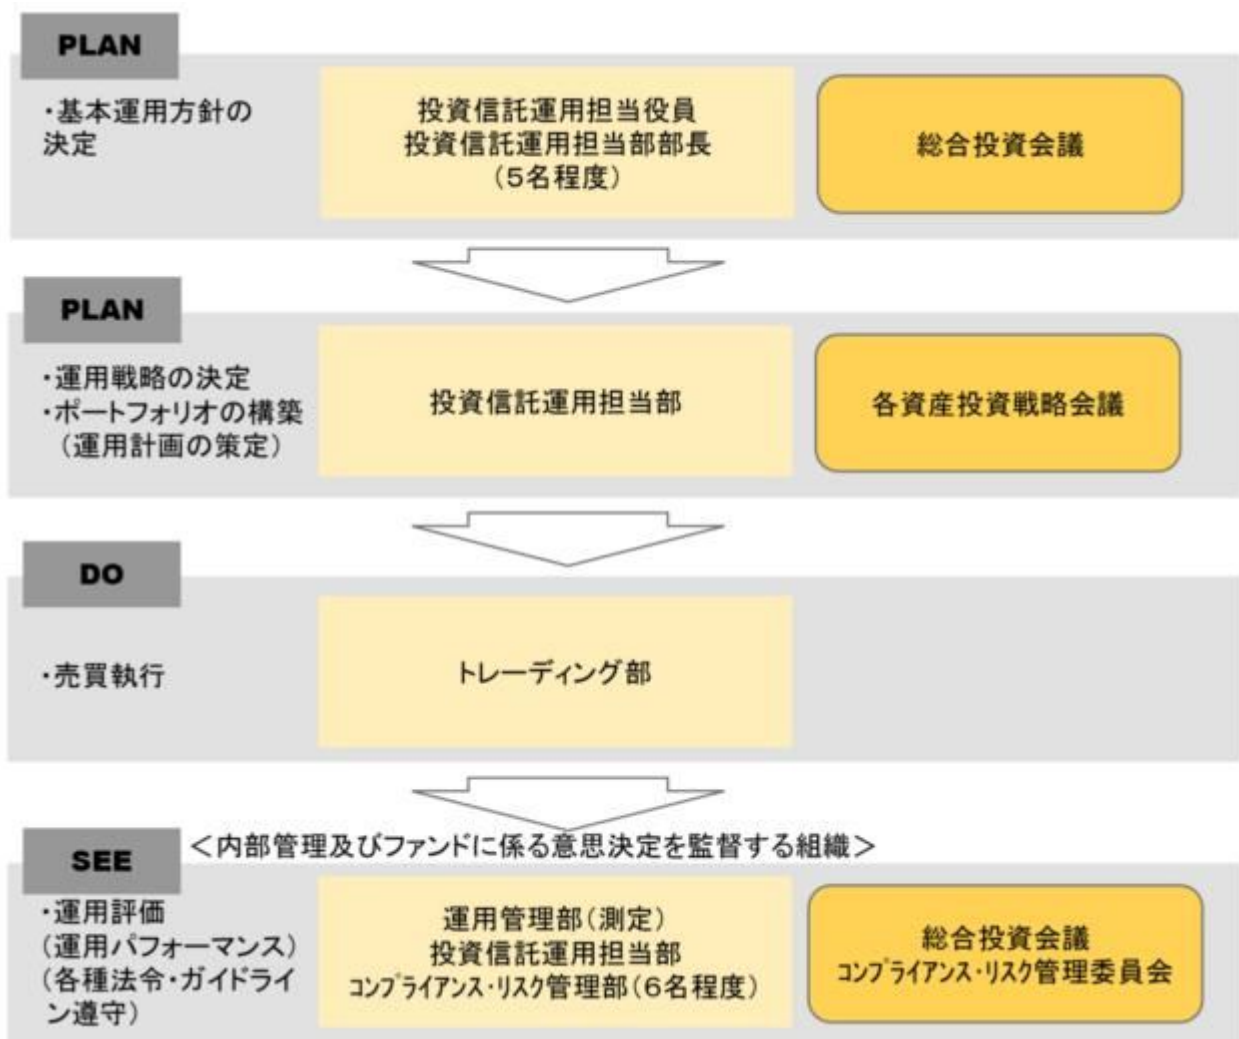 PLAN
・基本運用方針の
決定
投資信託運用担当役員
投資信託運用担当部部長
(5名程度)
総合投資会議
PLAN
・運用戦略の決定
・ポートフォリオの構築
(運用計画の策定)
投資信託運用担当部
各資産投資戦略会議
DO
・売買執行
トレーディング部
SEE
<内部管理及びファンドに係る意思決定を監督する組織>
・運用評価
(運用パフォーマンス)
(各種法令・ガイドライ
ン遵守)
運用管理部(測定)
投資信託運用担当部
コンプライアンス・リスク管理部(6名程度)
総合投資会議
コンプライアンス・リスク管理委員会